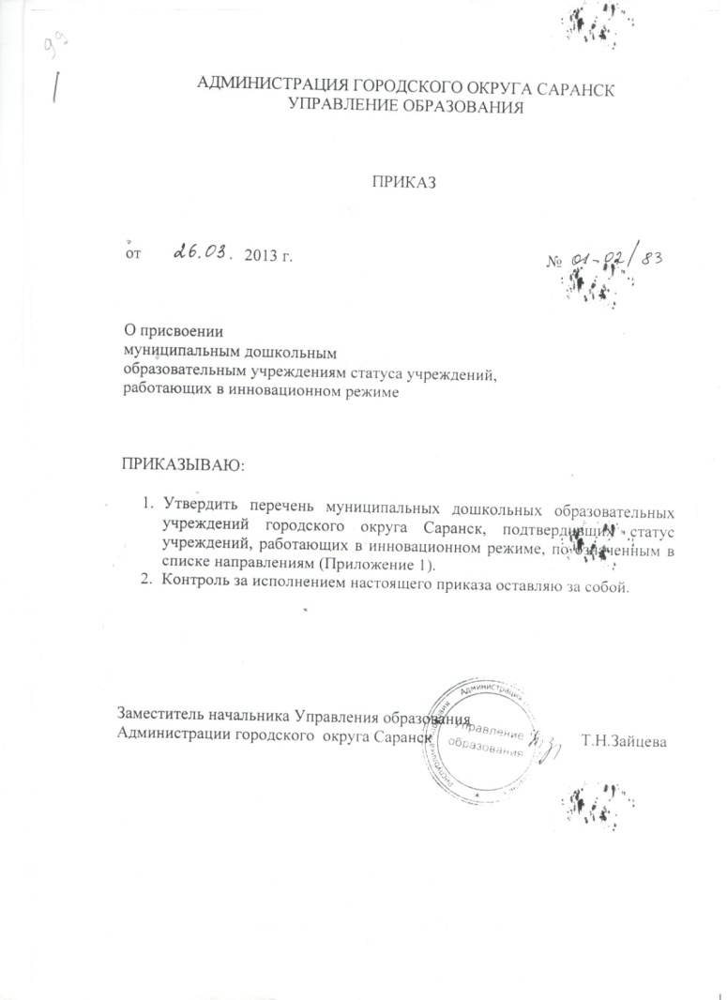 АДМИНИСТРАЦИЯ ГОРОДСКОГО ОКРУГА САРАНСК
УПРАВЛЕНИЕ ОБРАЗОВАНИЯ
ПРИКАЗ
от 26.03. 2013 г.
№ 01-02/83
О присвоении
муниципальным дошкольным
образовательным учреждениям статуса учреждений,
работающих в инновационном режиме
ПРИКАЗЫВАЮ:
1. Утвердить перечень муниципальных дошкольных образовательных
учреждений городского округа Саранск, подтвердивших статус
учреждений, работающих в инновационном режиме, по означенным в
списке направлениям (Приложение 1).
2. Контроль за исполнением настоящего приказа оставляю за собой.
Заместитель начальника Управления образования
Администрации городского округа Саранск
Т.Н.Зайцева
Администрация
Республика
Управление
образования